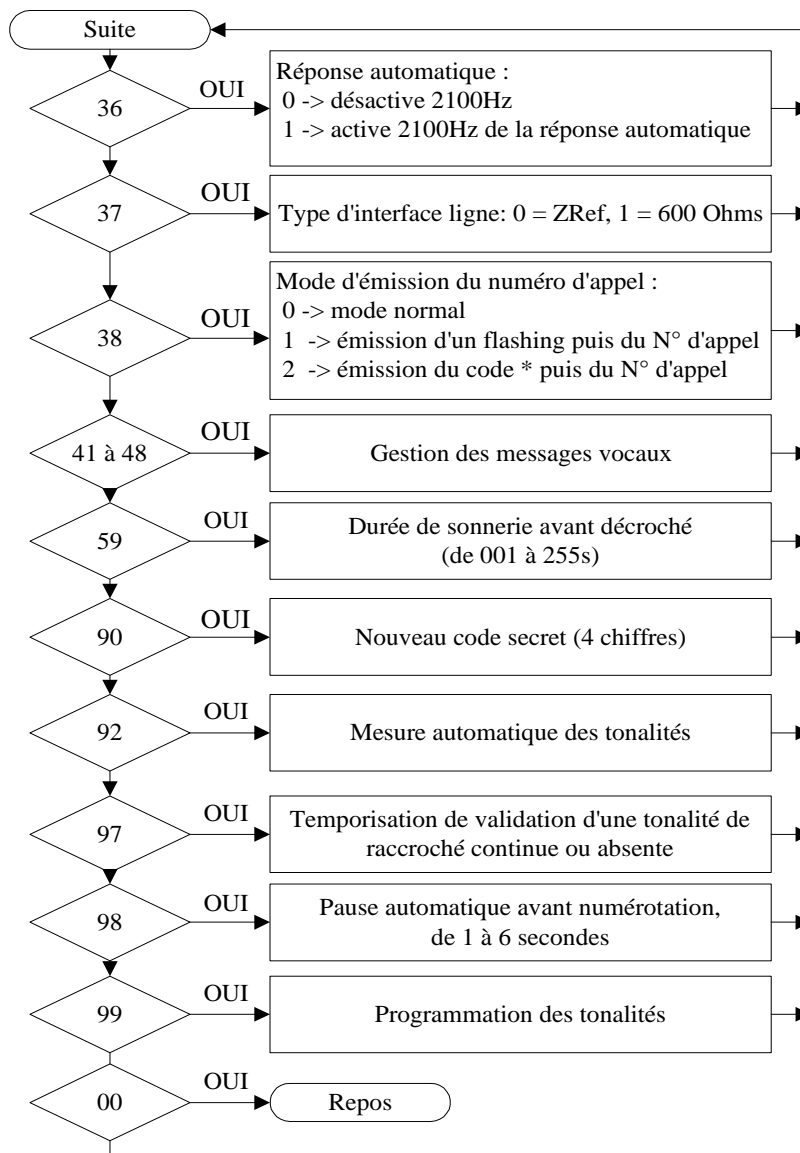 Suite
36
OUI
Réponse automatique :
0 -> désactive 2100Hz
1 -> active 2100Hz de la réponse automatique
37
OUI
Type d'interface ligne: 0 = ZRef, 1 = 600 Ohms
38
OUI
Mode d'émission du numéro d'appel :
0 -> mode normal
1 -> émission d'un flashing puis du N° d'appel
2 -> émission du code * puis du N° d'appel
41 à 48
OUI
Gestion des messages vocaux
59
OUI
Durée de sonnerie avant décroché
(de 001 à 255s)
90
OUI
Nouveau code secret (4 chiffres)
92
OUI
Mesure automatique des tonalités
97
OUI
Temporisation de validation d'une tonalité de
raccroché continue ou absente
98
OUI
Pause automatique avant numérotation,
de 1 à 6 secondes
99
OUI
Programmation des tonalités
00
OUI
Repos